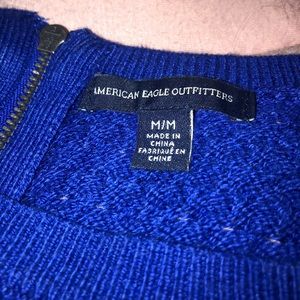 AMERICAN EAGLE OUTFITTERS
M/M
MADE IN
CHINA
FABRIQUÉ EN
CHINE